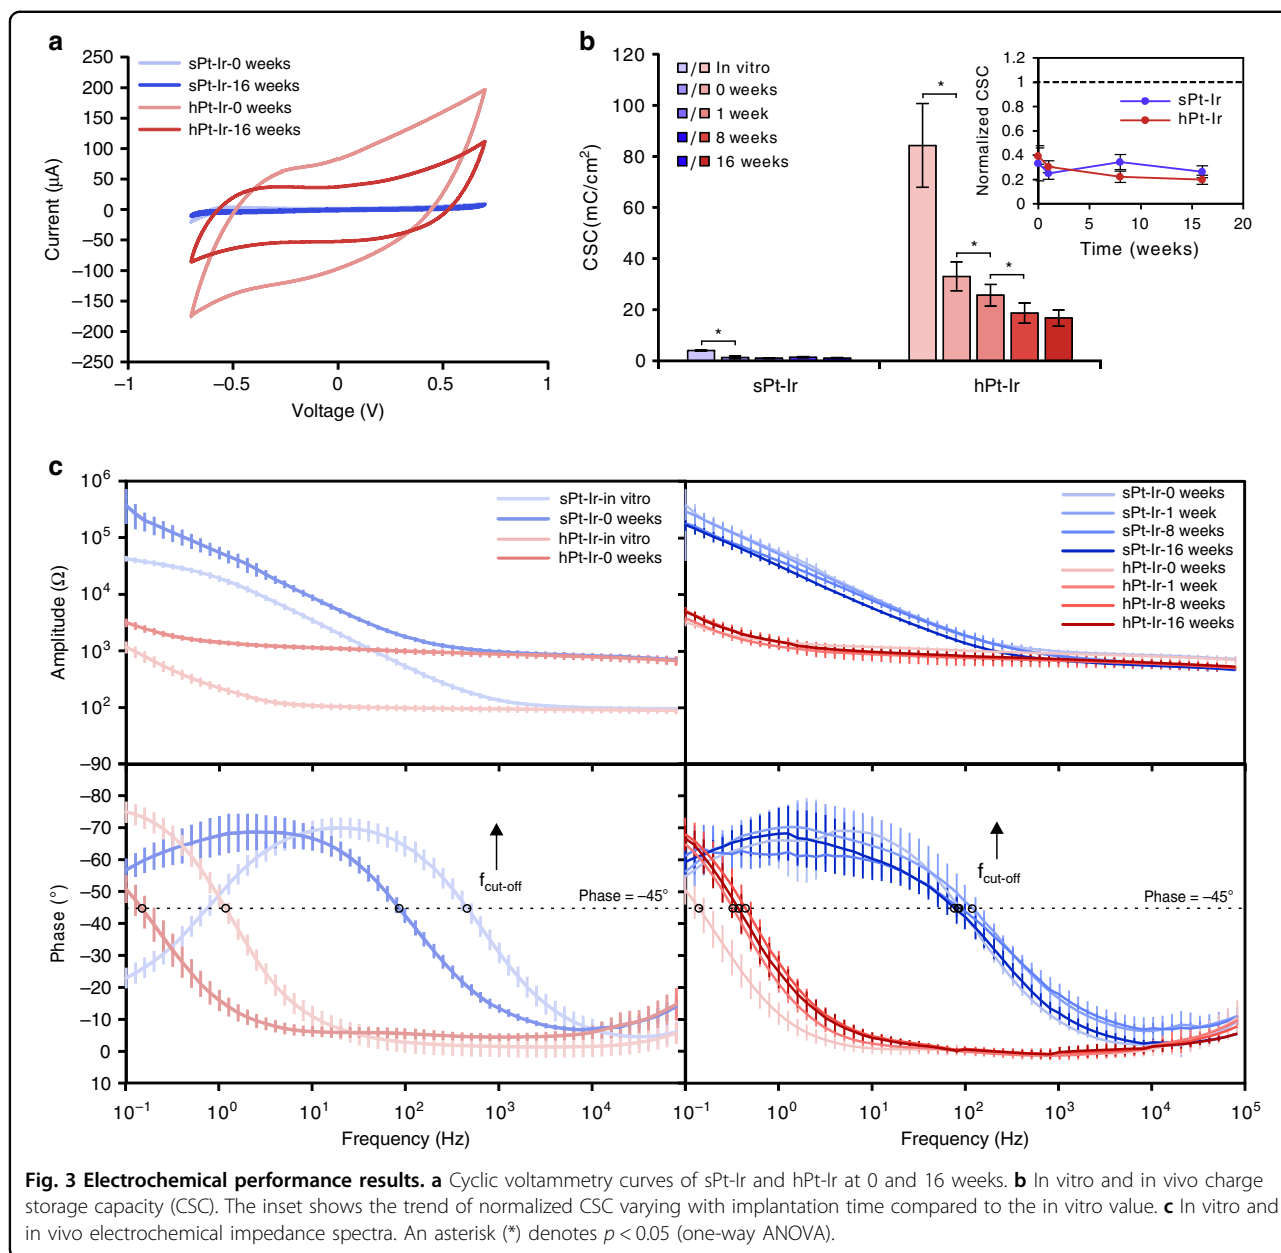 a
250
200
150
100
50
0
−50
−100
−150
−200
−250
−1
−0.5
0
0.5
1
Current (µA)
Voltage (V)
sPt-Ir-0 weeks
sPt-Ir-16 weeks
hPt-Ir-0 weeks
hPt-Ir-16 weeks
b
120
100
80
60
40
20
0
CSC(mC/cm²)
/ In vitro
/ 0 weeks
/ 1 week
/ 8 weeks
/ 16 weeks
*
*
*
*
sPt-Ir
hPt-Ir
1.2
1
0.8
0.6
0.4
0.2
0
Normalized CSC
sPt-Ir
hPt-Ir
0
5
10
15
20
Time (weeks)
c
10⁶
10⁵
10⁴
10³
10²
Amplitude (Ω)
sPt-Ir-in vitro
sPt-Ir-0 weeks
hPt-Ir-in vitro
hPt-Ir-0 weeks
sPt-Ir-0 weeks
sPt-Ir-1 week
sPt-Ir-8 weeks
sPt-Ir-16 weeks
hPt-Ir-0 weeks
hPt-Ir-1 week
hPt-Ir-8 weeks
hPt-Ir-16 weeks
−90
−80
−70
−60
−50
−40
−30
−20
−10
0
10
Phase (°)
f cut-off
Phase = −45°
f cut-off
Phase = −45°
10⁻¹
10⁰
10¹
10²
10³
10⁴
10⁻¹
10⁰
10¹
10²
10³
10⁴
10⁵
Frequency (Hz)
Frequency (Hz)
Fig. 3 Electrochemical performance results. a Cyclic voltammetry curves of sPt-Ir and hPt-Ir at 0 and 16 weeks. b In vitro and in vivo charge
storage capacity (CSC). The inset shows the trend of normalized CSC varying with implantation time compared to the in vitro value. c In vitro and
in vivo electrochemical impedance spectra. An asterisk (*) denotes p < 0.05 (one-way ANOVA).